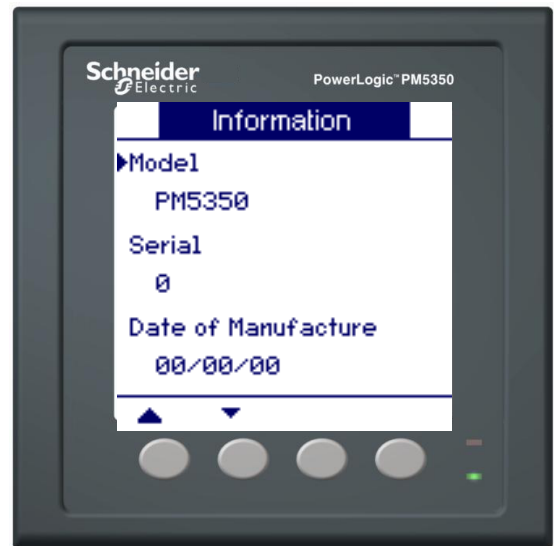 Schneider
Electric
PowerLogic™ PM5350
Information
Model
PM5350
Serial
0
Date of Manufacture
00/00/00